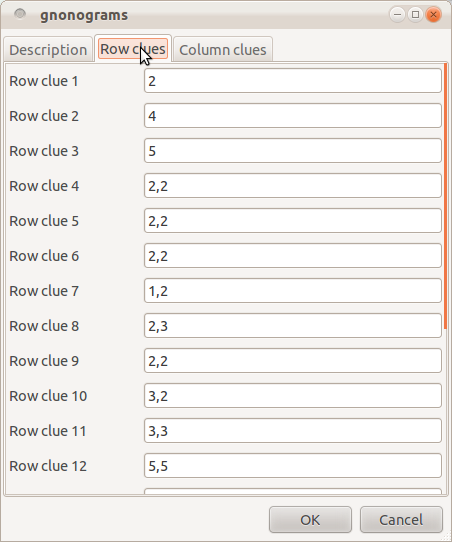 gnonograms
Description Row clues Column clues
Row clue 1 2
Row clue 2 4
Row clue 3 5
Row clue 4 2,2
Row clue 5 2,2
Row clue 6 2,2
Row clue 7 1,2
Row clue 8 2,3
Row clue 9 2,2
Row clue 10 3,2
Row clue 11 3,3
Row clue 12 5,5
OK Cancel